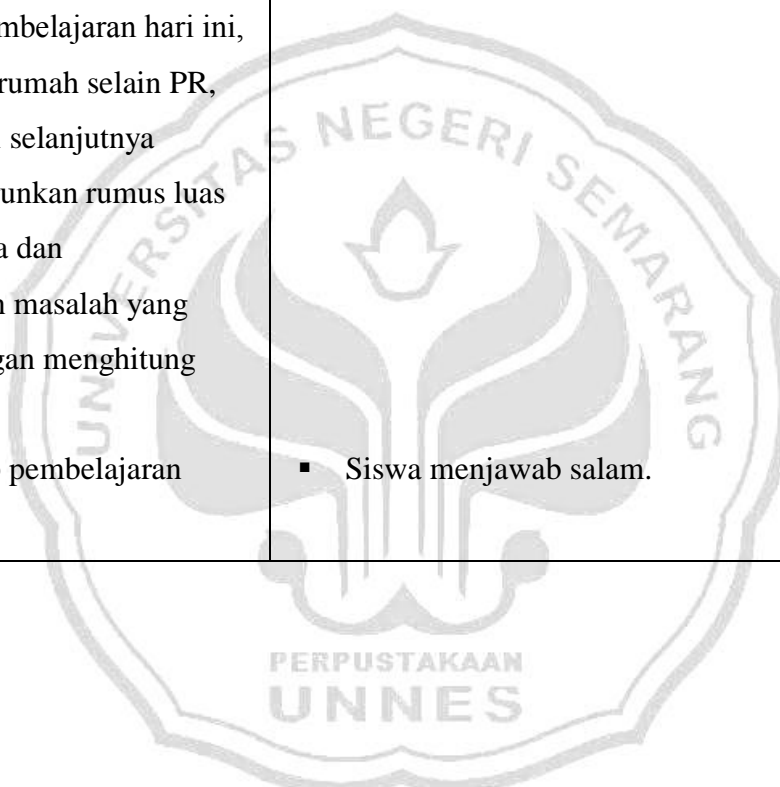 mbelajaran hari ini,
rumah selain PR,
selanjutnya
unkan rumus luas
a dan
n masalah yang
gan menghitung
pembelajaran
▪ Siswa menjawab salam.
UNIVERSITAS NEGERI SEMARANG
PERPUSTAKAAN
UNNES